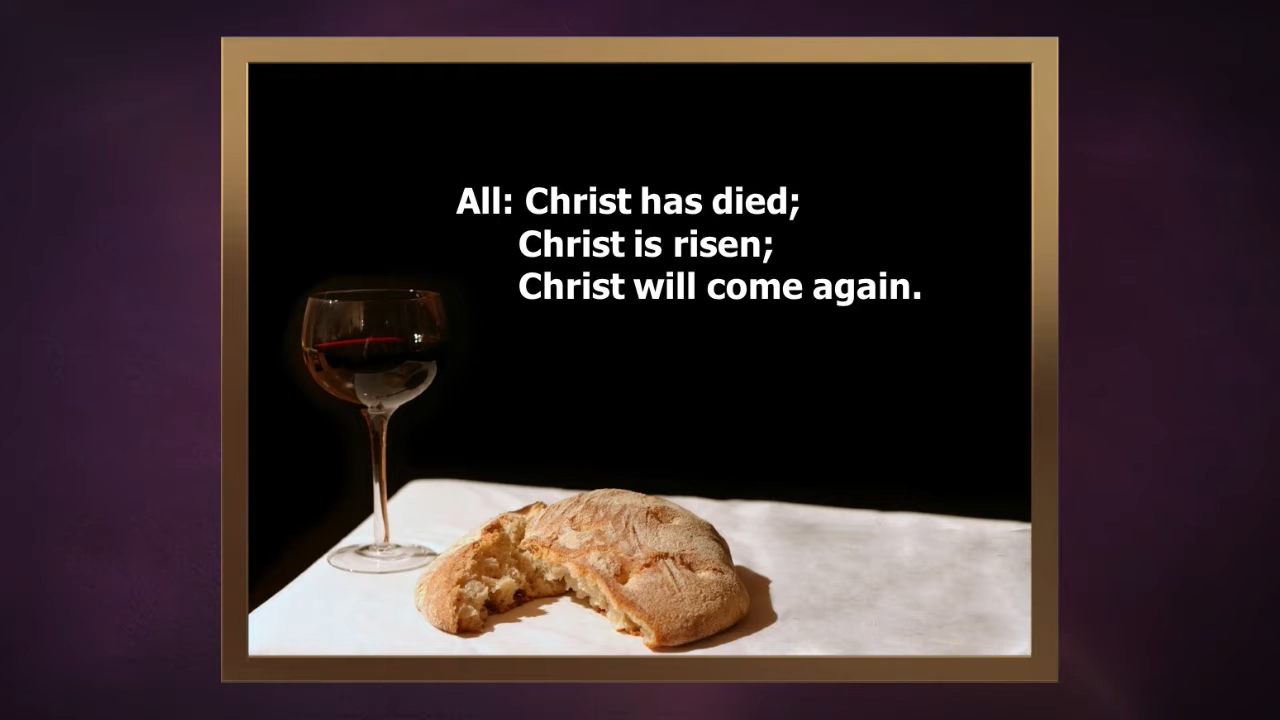 All: Christ has died;
Christ is risen;
Christ will come again.